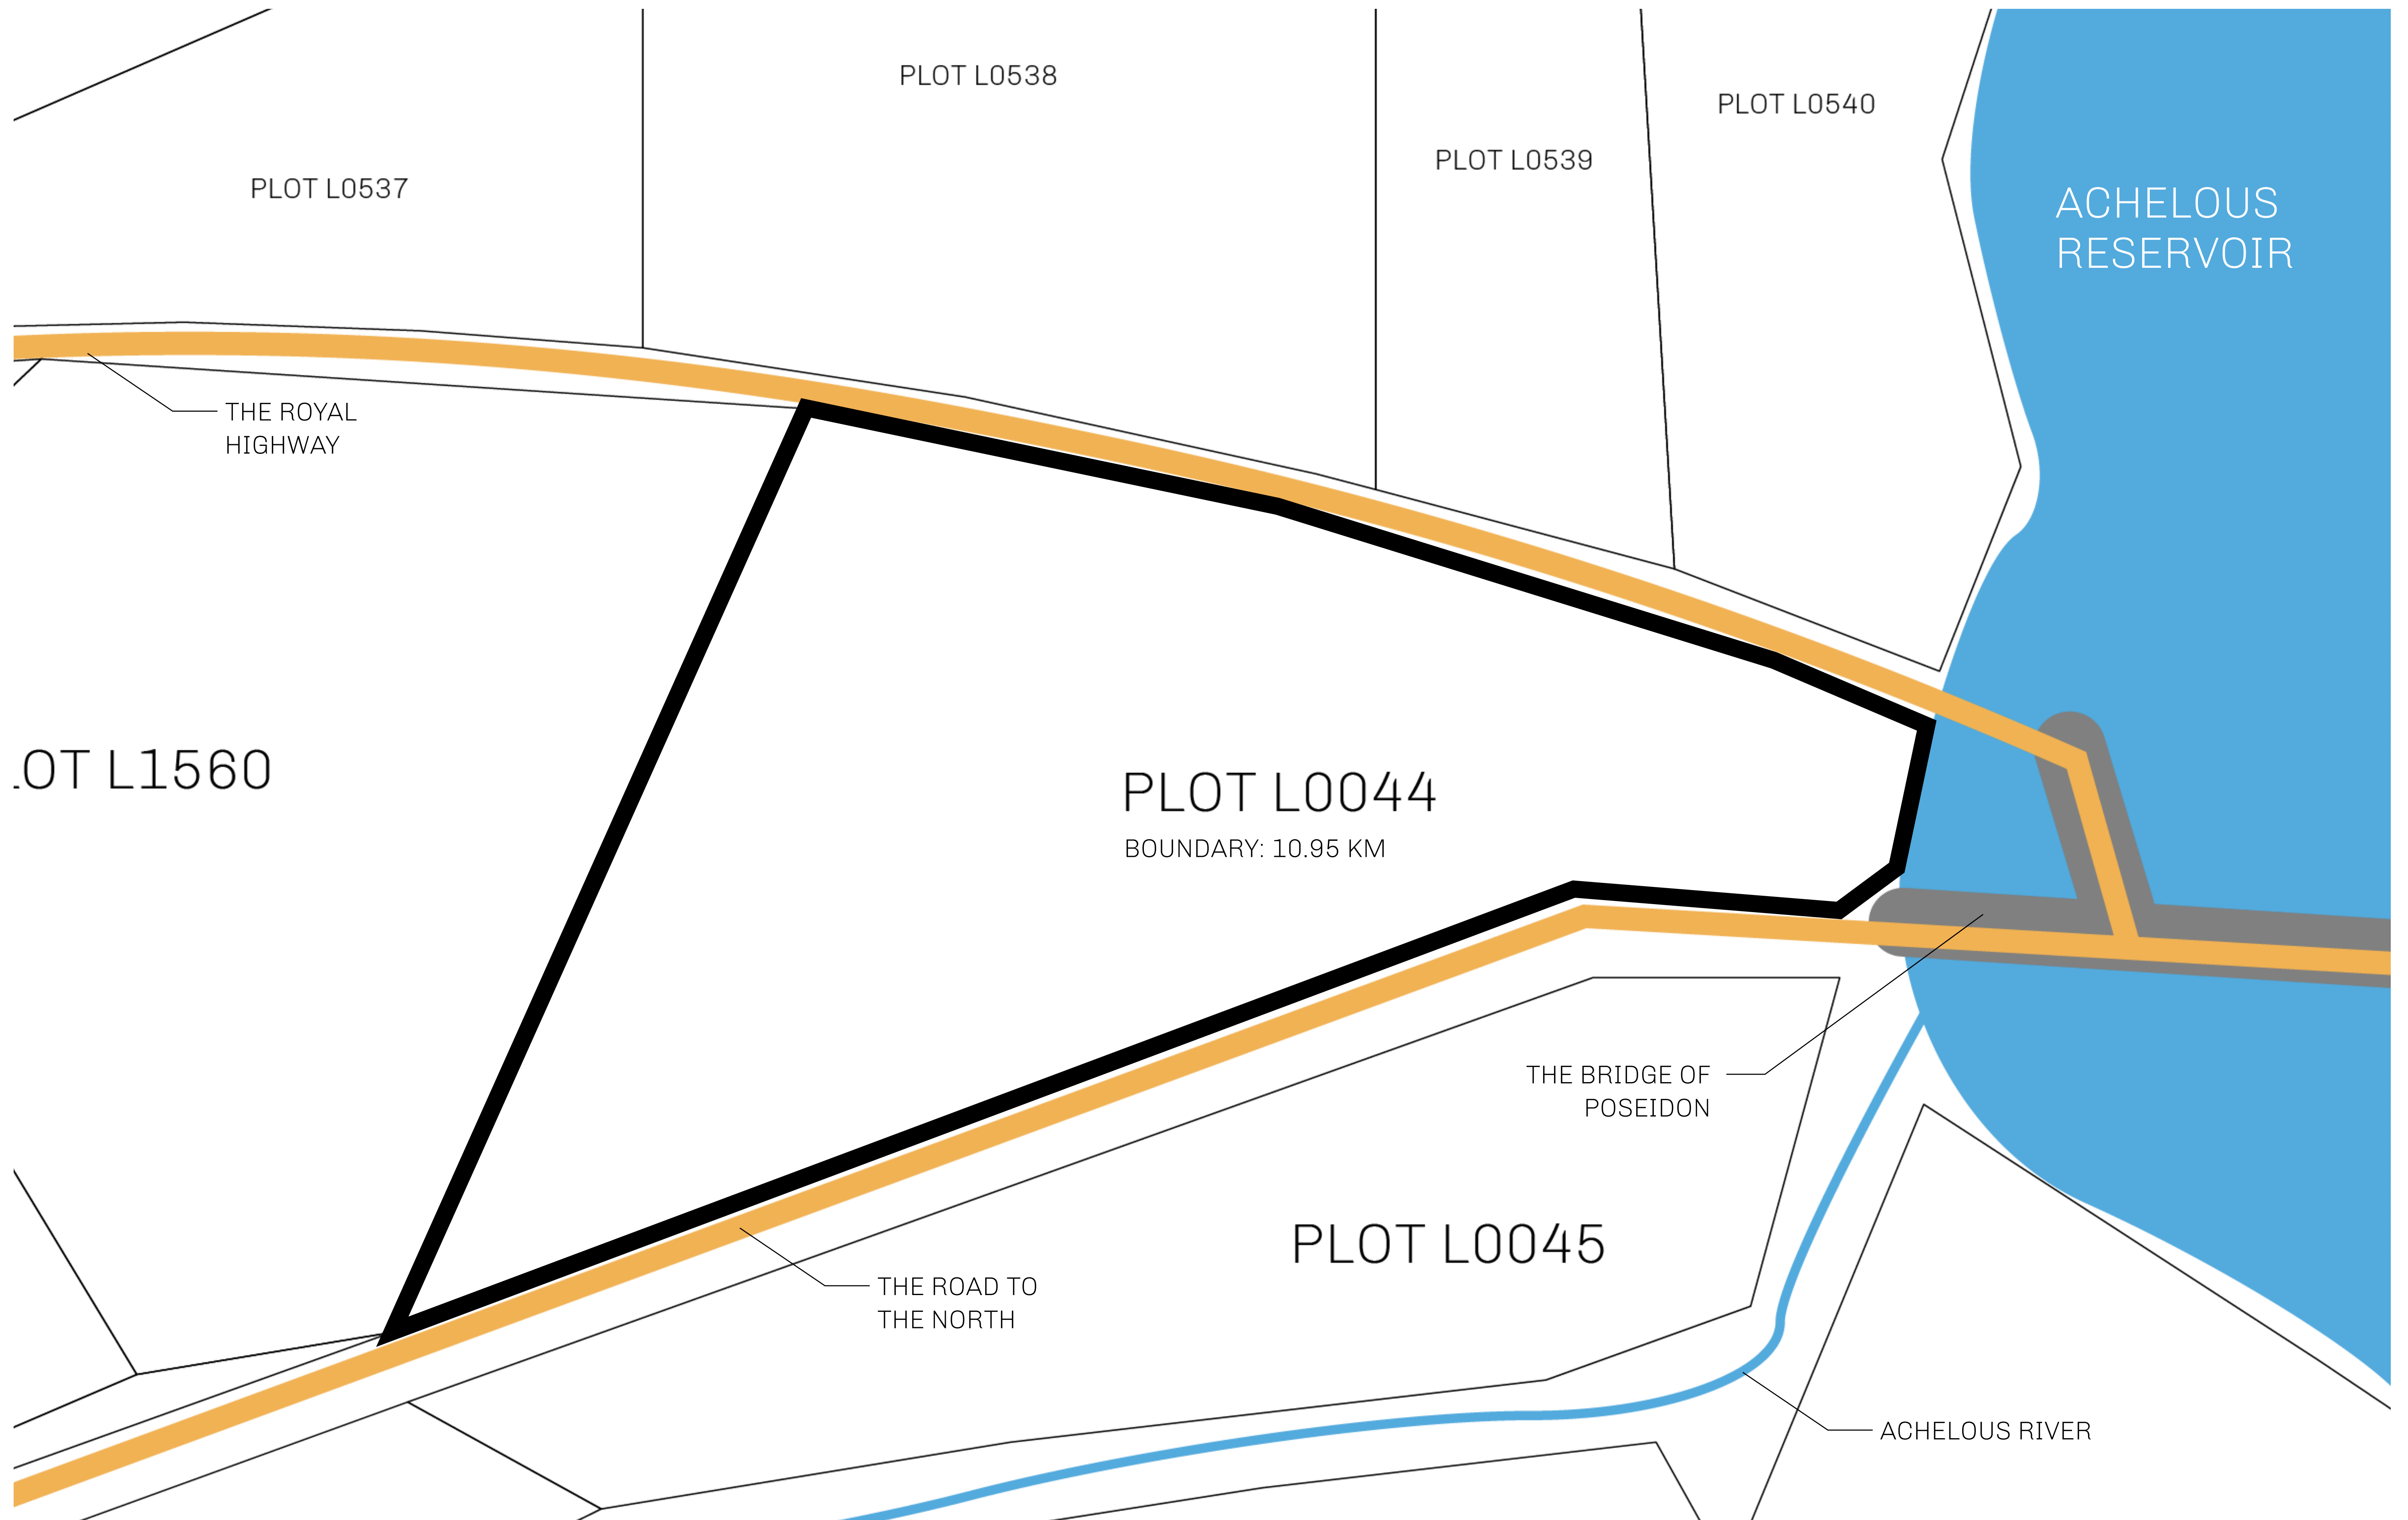 PLOT L0538
PLOT L0540
PLOT L0539
PLOT L0537
ACHELOUS
RESERVOIR
THE ROYAL
HIGHWAY
LOT L1560
PLOT L0044
BOUNDARY: 10.95 KM
THE BRIDGE OF
POSEIDON
PLOT L0045
THE ROAD TO
THE NORTH
ACHELOUS RIVER